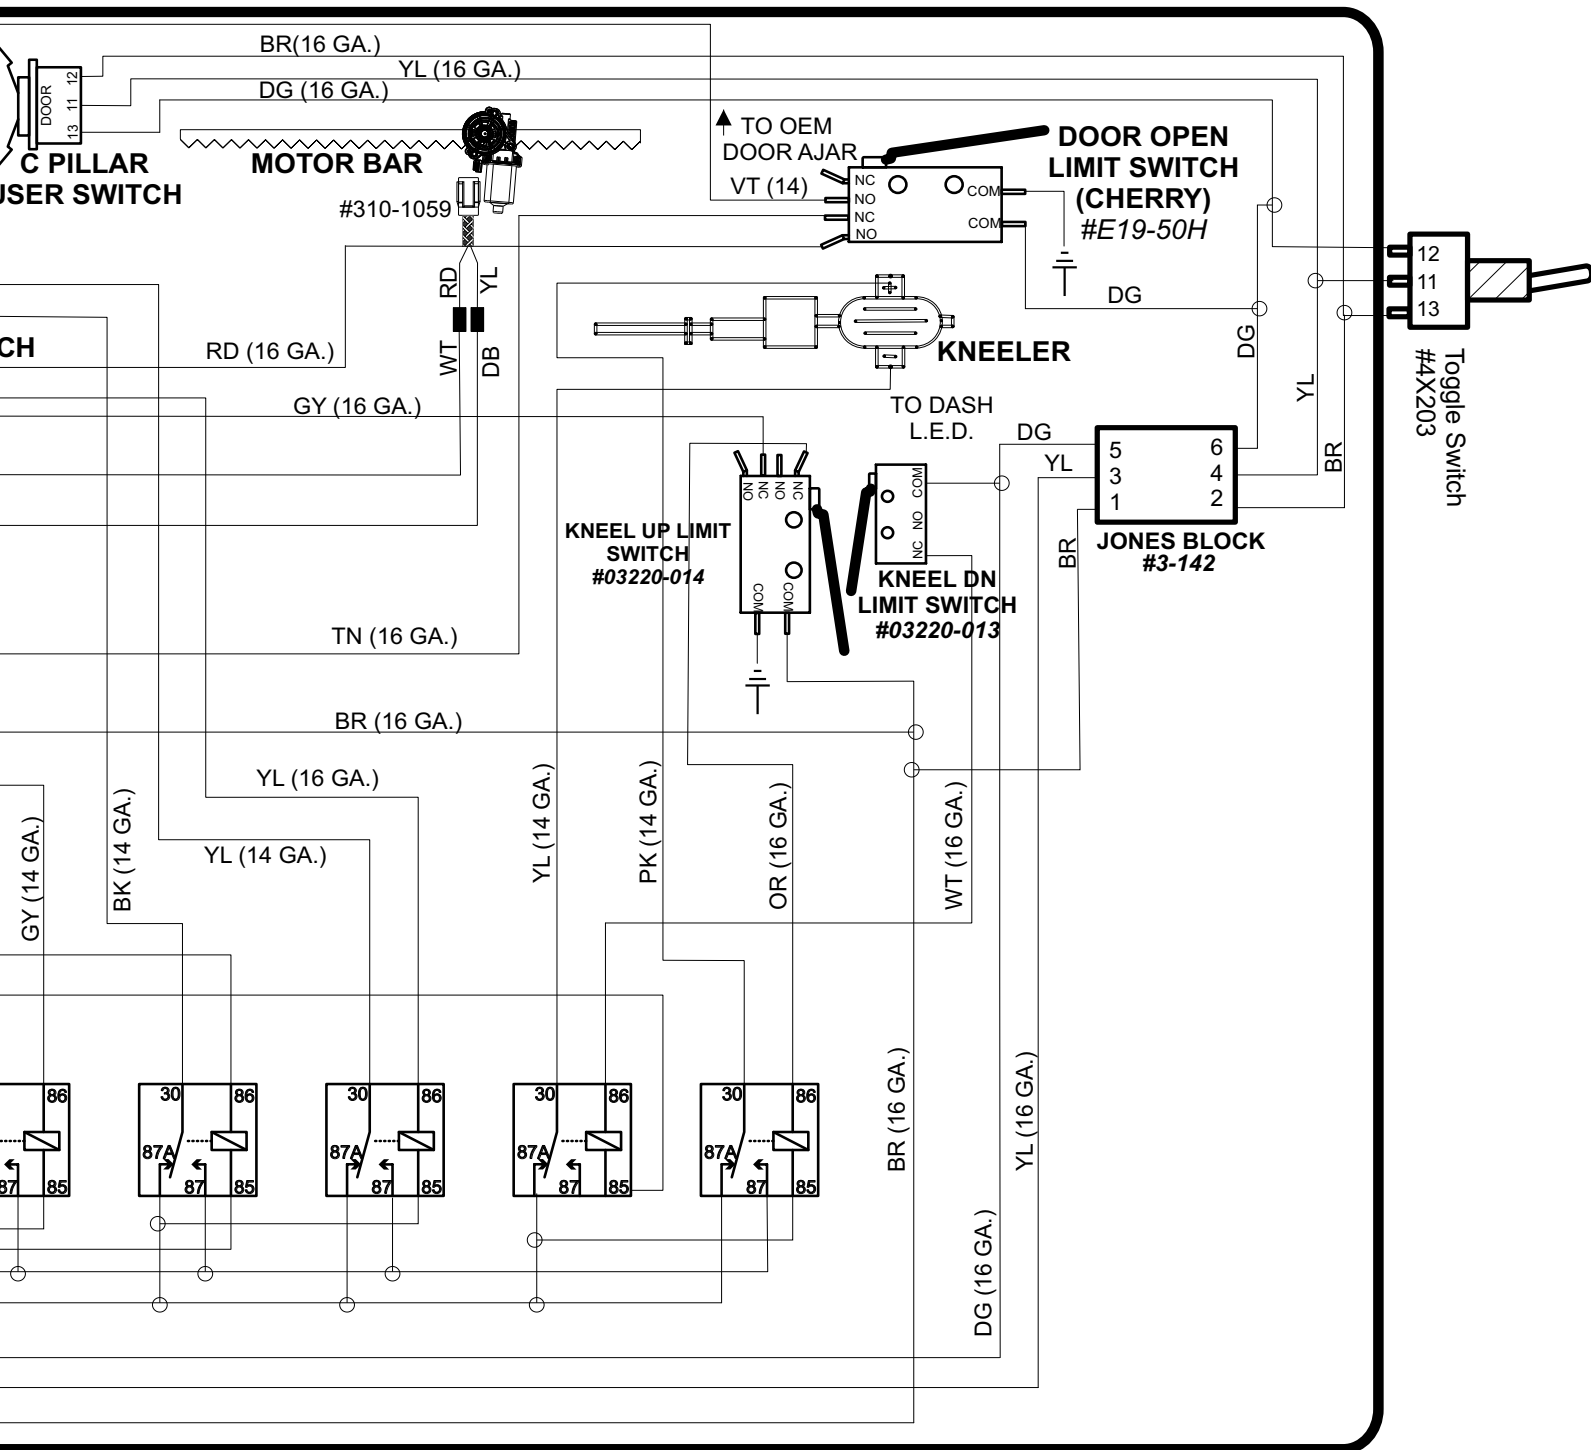 BR(16 GA.)
YL (16 GA.)
DG (16 GA.)
DOOR
12
11
13
C PILLAR
USER SWITCH
MOTOR BAR
#310-1059
TO OEM
DOOR AJAR
VT (14)
NC
NO
NC
NO
COM
COM
DOOR OPEN
LIMIT SWITCH
(CHERRY)
#E19-50H
12
11
13
Toggle Switch
#4X203
RD
YL
WT
DB
CH
RD (16 GA.)
+
-
KNEELER
DG
DG
YL
BR
GY (16 GA.)
TO DASH
L.E.D.
DG
YL
BR
5
3
1
6
4
2
JONES BLOCK
#3-142
NO
NC
NO
NC
COM
COM
KNEEL UP LIMIT
SWITCH
#03220-014
COM
NO
NC
KNEEL DN
LIMIT SWITCH
#03220-013
TN (16 GA.)
BR (16 GA.)
YL (16 GA.)
YL (14 GA.)
GY (14 GA.)
BK (14 GA.)
YL (14 GA.)
PK (14 GA.)
OR (16 GA.)
WT (16 GA.)
BR (16 GA.)
YL (16 GA.)
DG (16 GA.)
86
87
85
30
86
87A
87
85
30
86
87A
87
85
30
86
87A
87
85
30
86
87A
87
85